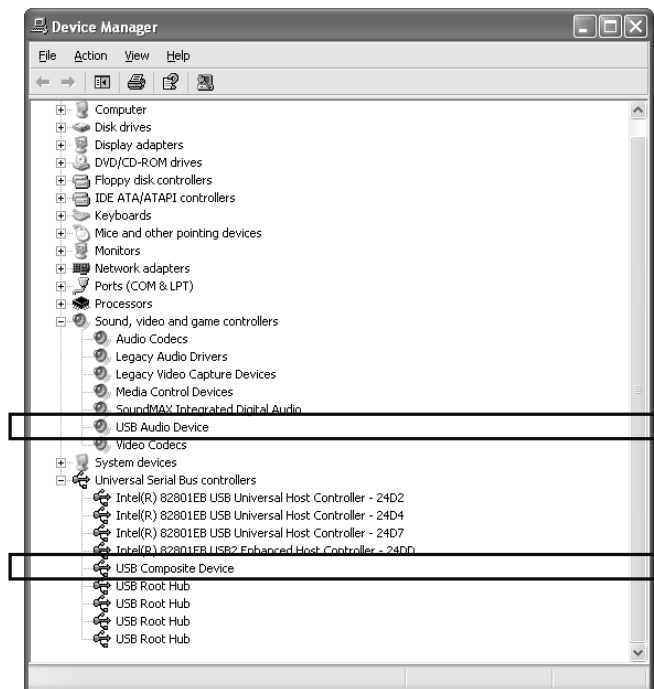 Device Manager
File Action View Help
Computer
Disk drives
Display adapters
DVD/CD-ROM drives
Floppy disk controllers
IDE ATA/ATAPI controllers
Keyboards
Mice and other pointing devices
Monitors
Network adapters
Ports (COM & LPT)
Processors
Sound, video and game controllers
Audio Codecs
Legacy Audio Drivers
Legacy Video Capture Devices
Media Control Devices
SoundMAX Integrated Digital Audio
USB Audio Device
Video Codecs
System devices
Universal Serial Bus controllers
Intel(R) 82801EB USB Universal Host Controller - 24D2
Intel(R) 82801EB USB Universal Host Controller - 24D4
Intel(R) 82801EB USB Universal Host Controller - 24D7
Intel(R) 82801EB USB2 Enhanced Host Controller - 24DD
USB Composite Device
USB Root Hub
USB Root Hub
USB Root Hub
USB Root Hub